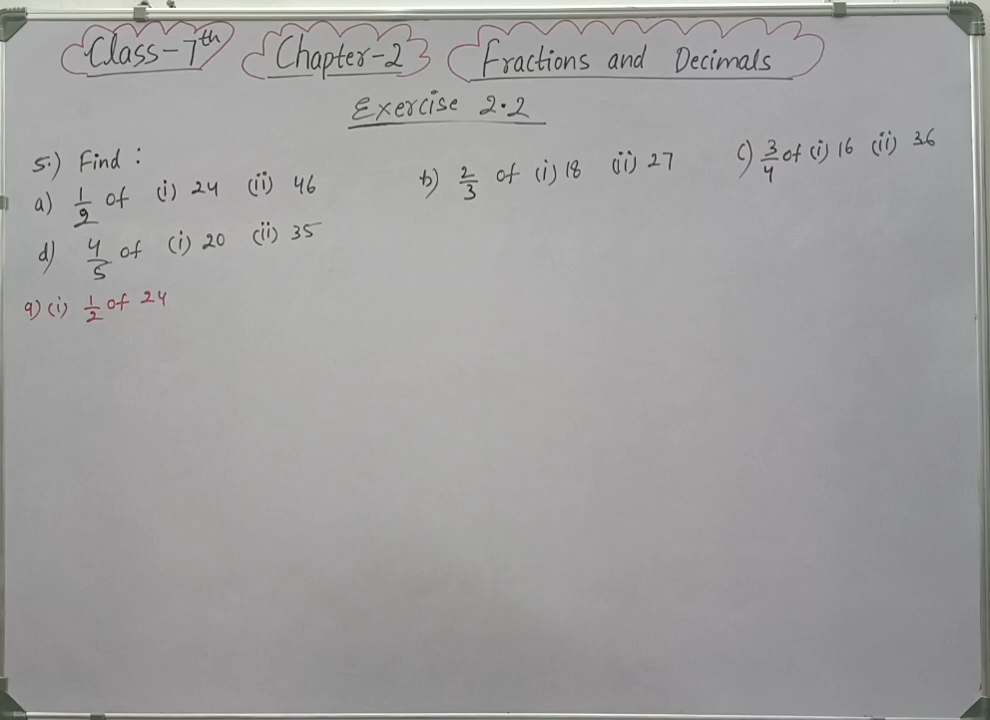 Class-7th Chapter-2 Fractions and Decimals
Exercise 2.2
5.) Find :
a) 1/2 of (i) 24 (ii) 46 b) 2/3 of (i) 18 (ii) 27 c) 3/4 of (i) 16 (ii) 36
d) 4/5 of (i) 20 (ii) 35
a) (i) 1/2 of 24